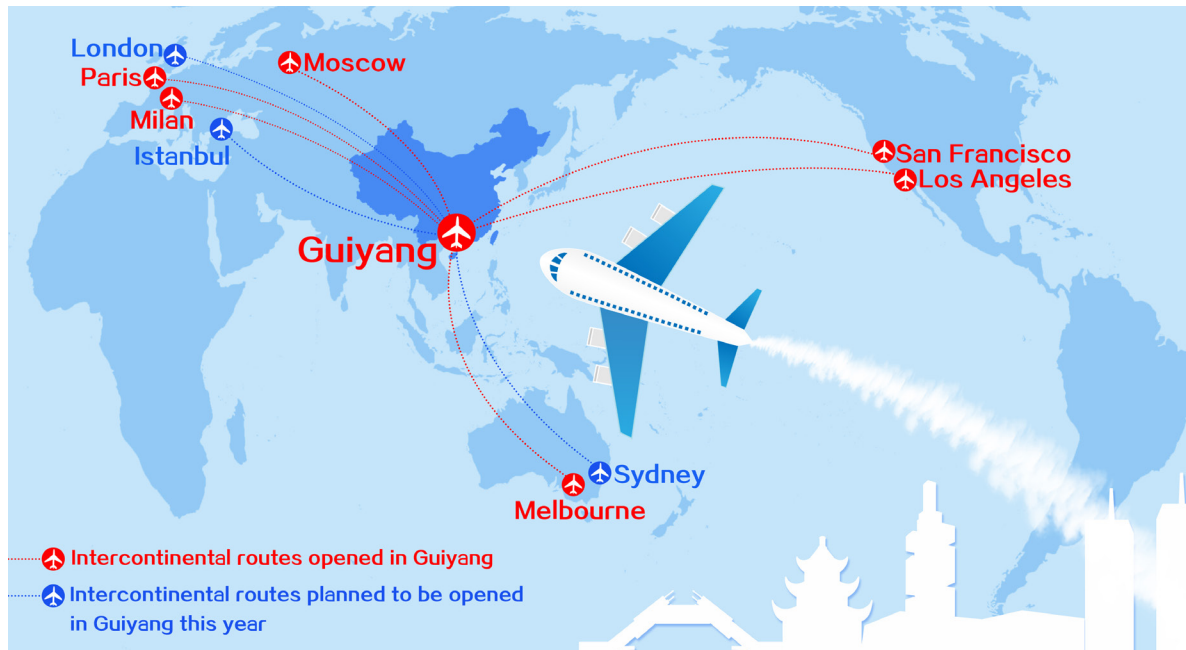 London
Moscow
Paris
Milan
Istanbul
San Francisco
Los Angeles
Guiyang
Sydney
Melbourne
Intercontinental routes opened in Guiyang
Intercontinental routes planned to be opened
in Guiyang this year